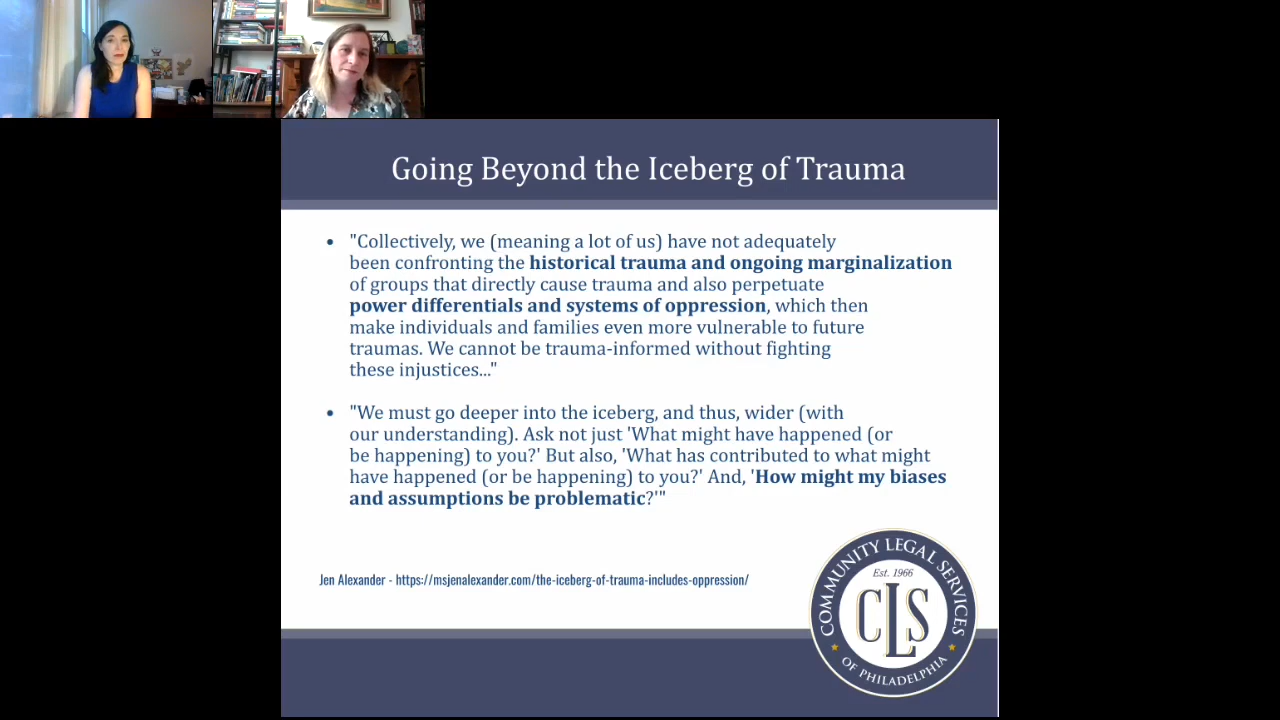 Going Beyond the Iceberg of Trauma
• "Collectively, we (meaning a lot of us) have not adequately
been confronting the historical trauma and ongoing marginalization
of groups that directly cause trauma and also perpetuate
power differentials and systems of oppression, which then
make individuals and families even more vulnerable to future
traumas. We cannot be trauma-informed without fighting
these injustices..."
• "We must go deeper into the iceberg, and thus, wider (with
our understanding). Ask not just 'What might have happened (or
be happening) to you?' But also, 'What has contributed to what might
have happened (or be happening) to you?' And, 'How might my biases
and assumptions be problematic?'"
Jen Alexander - https://msjenalexander.com/the-iceberg-of-trauma-includes-oppression/
COMMUNITY LEGAL SERVICES
Est. 1966
CLS
OF PHILADELPHIA